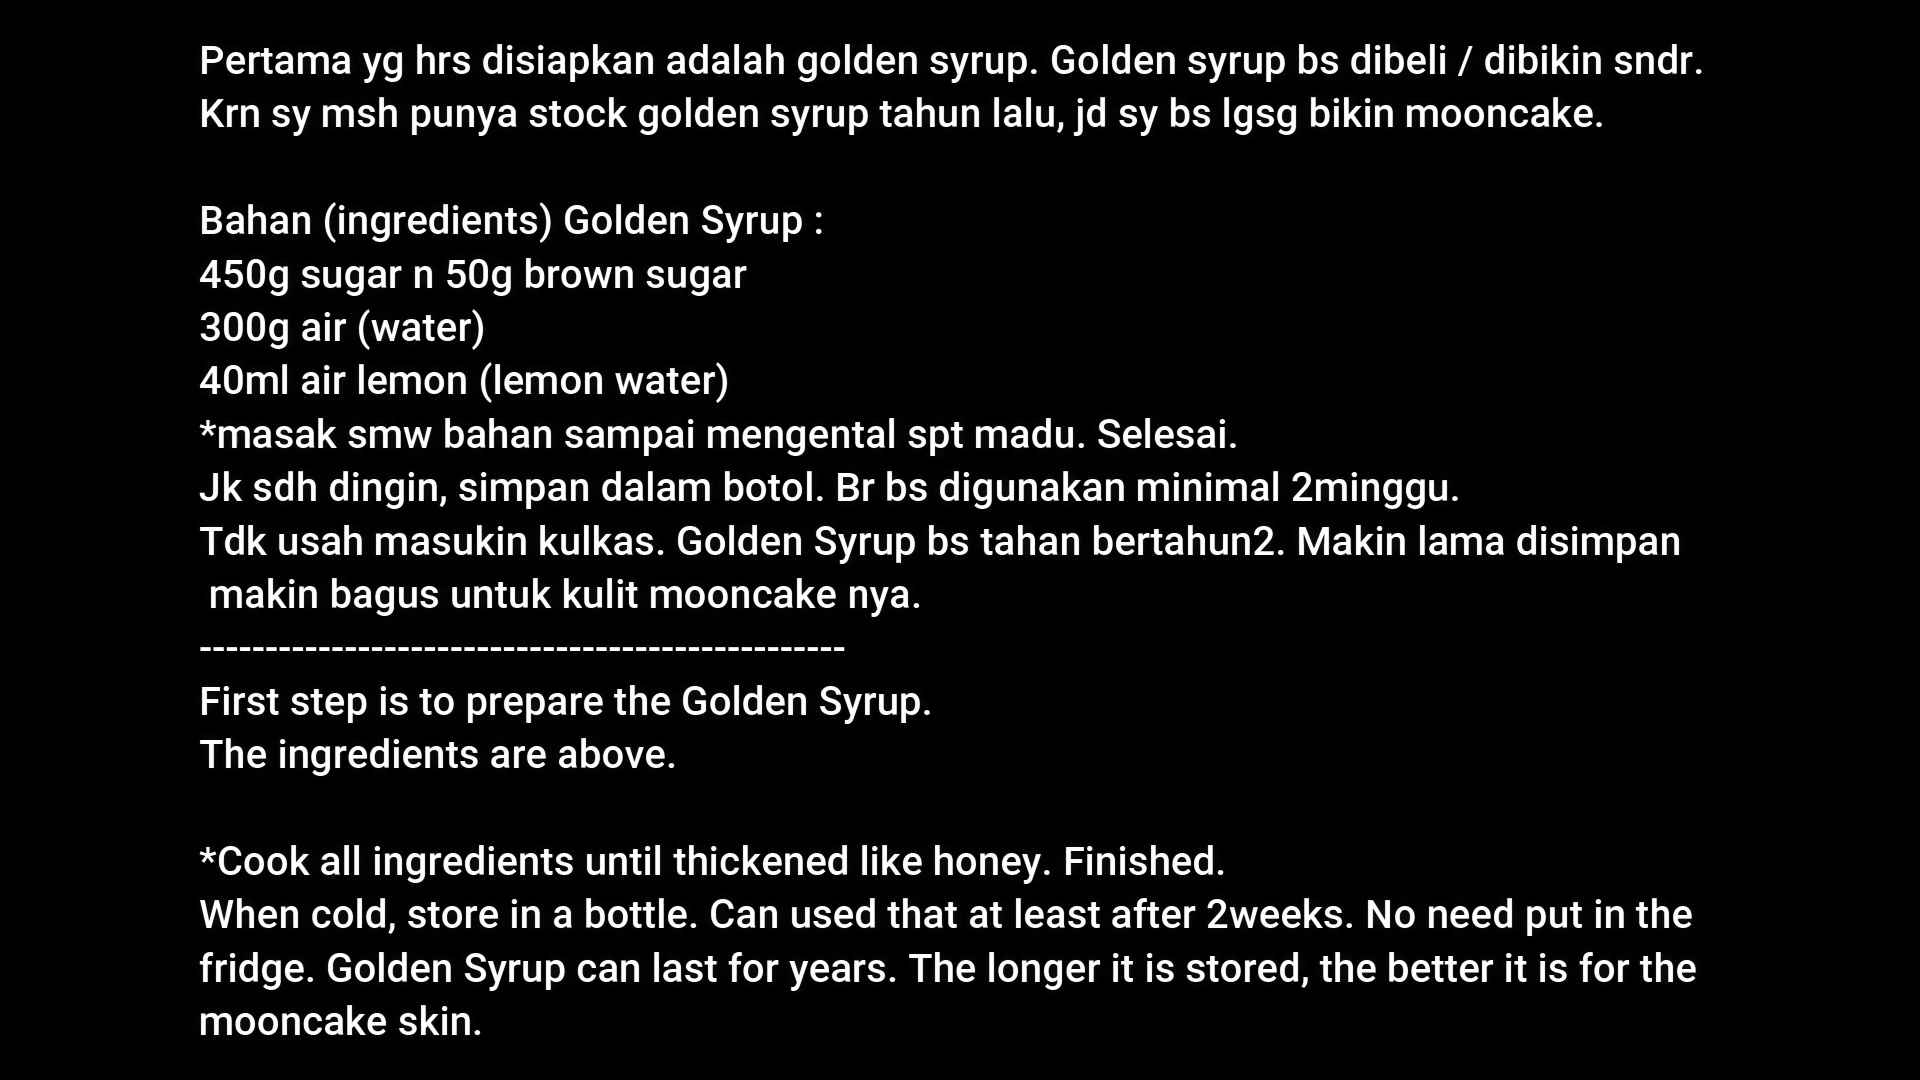 Pertama yg hrs disiapkan adalah golden syrup. Golden syrup bs dibeli / dibikin sndr.
Krn sy msh punya stock golden syrup tahun lalu, jd sy bs lgsg bikin mooncake.
Bahan (ingredients) Golden Syrup :
450g sugar n 50g brown sugar
300g air (water)
40ml air lemon (lemon water)
*masak smw bahan sampai mengental spt madu. Selesai.
Jk sdh dingin, simpan dalam botol. Br bs digunakan minimal 2minggu.
Tdk usah masukin kulkas. Golden Syrup bs tahan bertahun2. Makin lama disimpan
makin bagus untuk kulit mooncake nya.
-------------------------------------------------
First step is to prepare the Golden Syrup.
The ingredients are above.
*Cook all ingredients until thickened like honey. Finished.
When cold, store in a bottle. Can used that at least after 2weeks. No need put in the
fridge. Golden Syrup can last for years. The longer it is stored, the better it is for the
mooncake skin.